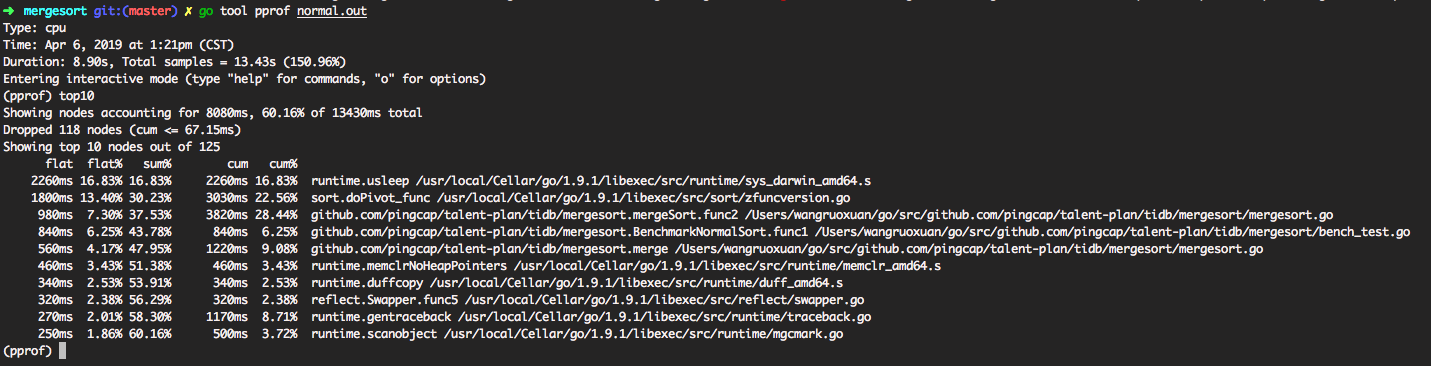 → mergesort git:(master) ✗ go tool pprof normal.out
Type: cpu
Time: Apr 6, 2019 at 1:21pm (CST)
Duration: 8.90s, Total samples = 13.43s (150.96%)
Entering interactive mode (type "help" for commands, "o" for options)
(pprof) top10
Showing nodes accounting for 8080ms, 60.16% of 13430ms total
Dropped 118 nodes (cum <= 67.15ms)
Showing top 10 nodes out of 125
flat flat% sum% cum cum%
2260ms 16.83% 16.83% 2260ms 16.83% runtime.usleep /usr/local/Cellar/go/1.9.1/libexec/src/runtime/sys_darwin_amd64.s
1800ms 13.40% 30.23% 3030ms 22.56% sort.doPivot_func /usr/local/Cellar/go/1.9.1/libexec/src/sort/zfuncversion.go
980ms 7.30% 37.53% 3820ms 28.44% github.com/pingcap/talent-plan/tidb/mergesort.mergeSort.func2 /Users/wangruoxuan/go/src/github.com/pingcap/talent-plan/tidb/mergesort/mergesort.go
840ms 6.25% 43.78% 840ms 6.25% github.com/pingcap/talent-plan/tidb/mergesort.BenchmarkNormalSort.func1 /Users/wangruoxuan/go/src/github.com/pingcap/talent-plan/tidb/mergesort/bench_test.go
560ms 4.17% 47.95% 1220ms 9.08% github.com/pingcap/talent-plan/tidb/mergesort.merge /Users/wangruoxuan/go/src/github.com/pingcap/talent-plan/tidb/mergesort/mergesort.go
460ms 3.43% 51.38% 460ms 3.43% runtime.memclrNoHeapPointers /usr/local/Cellar/go/1.9.1/libexec/src/runtime/memclr_amd64.s
340ms 2.53% 53.91% 340ms 2.53% runtime.duffcopy /usr/local/Cellar/go/1.9.1/libexec/src/runtime/duff_amd64.s
320ms 2.38% 56.29% 320ms 2.38% reflect.Swapper.func5 /usr/local/Cellar/go/1.9.1/libexec/src/reflect/swapper.go
270ms 2.01% 58.30% 1170ms 8.71% runtime.gentraceback /usr/local/Cellar/go/1.9.1/libexec/src/runtime/traceback.go
250ms 1.86% 60.16% 500ms 3.72% runtime.scanobject /usr/local/Cellar/go/1.9.1/libexec/src/runtime/mgcmark.go
(pprof)